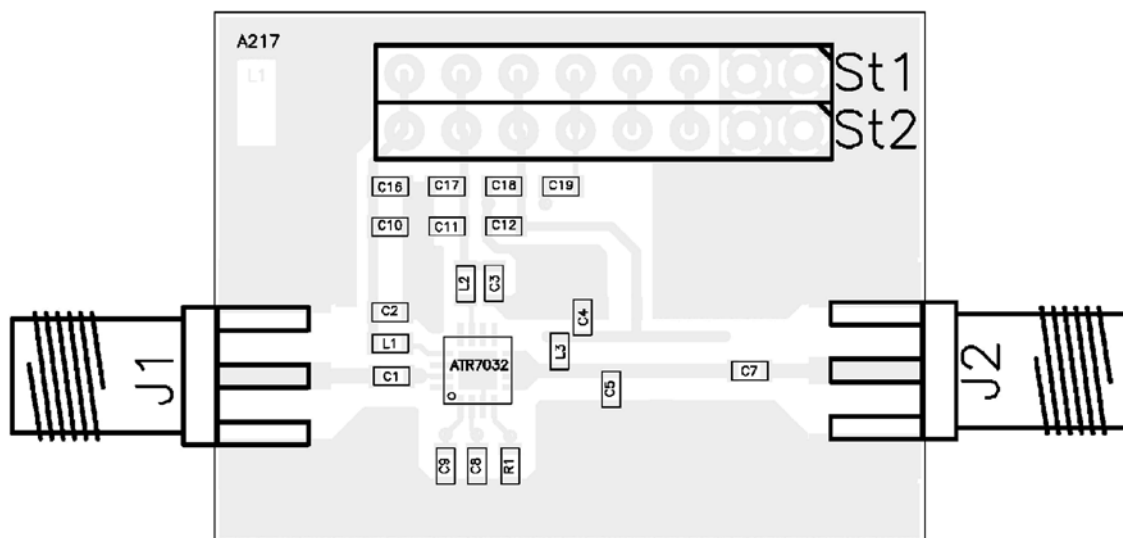 A217
L1
St1
St2
C16 C17 C18 C19
C10 C11 C12
L2 C3
C2
C4
L1
L3
ATR7032
C1
C7
C5
J1
J2
C9 C8 R1